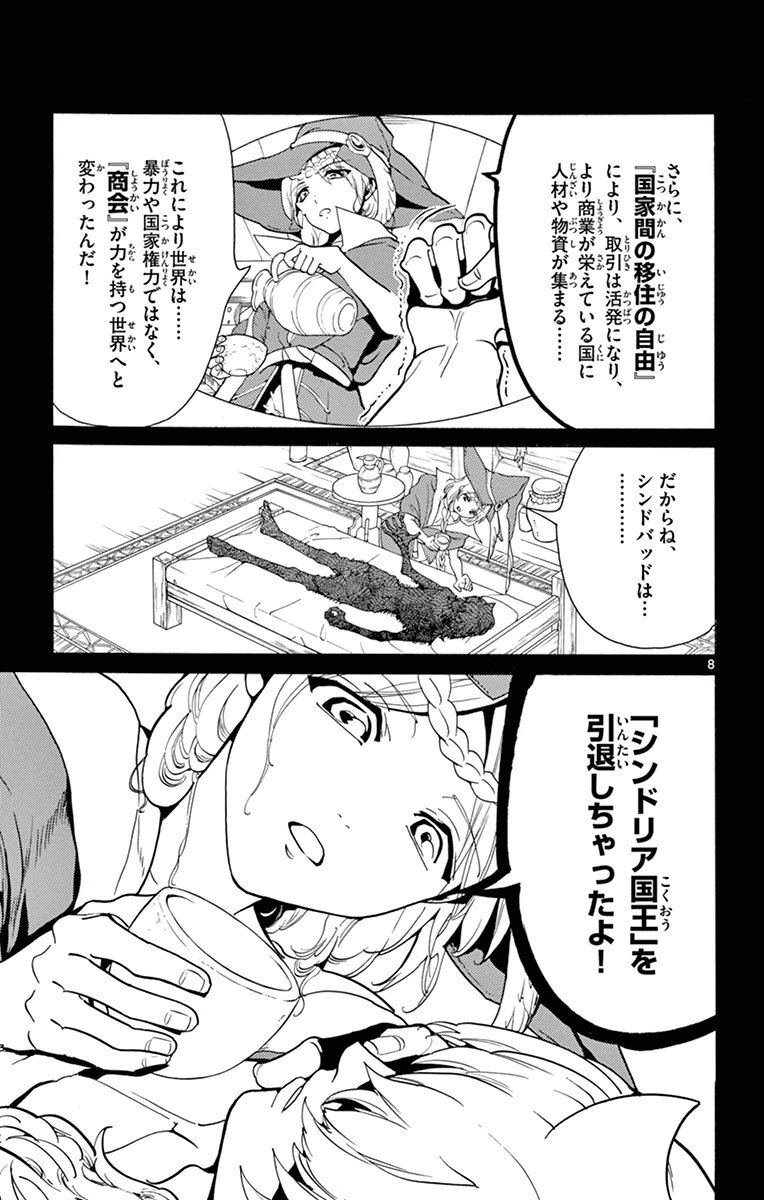 さらに、
『国家間の移住の自由』
により、取引は活発になり、
より商業が栄えている国に
人材や物資が集まる……
これにより世界は……
暴力や国家権力ではなく、
『商会』が力を持つ世界へと
変わったんだ！
だからね、
シンドバッドは…
…………
8
「シンドリア国王」を
引退しちゃったよ！